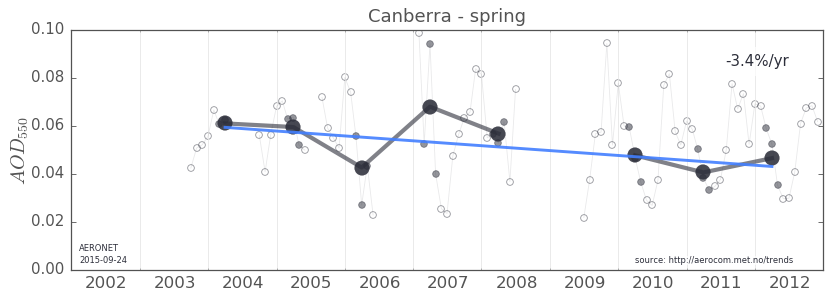 Canberra - spring
0.10
-3.4%/yr
0.08
0.06
AOD550
0.04
0.02
AERONET
2015-09-24
source: http://aerocom.met.no/trends
0.00
2002 2003 2004 2005 2006 2007 2008 2009 2010 2011 2012